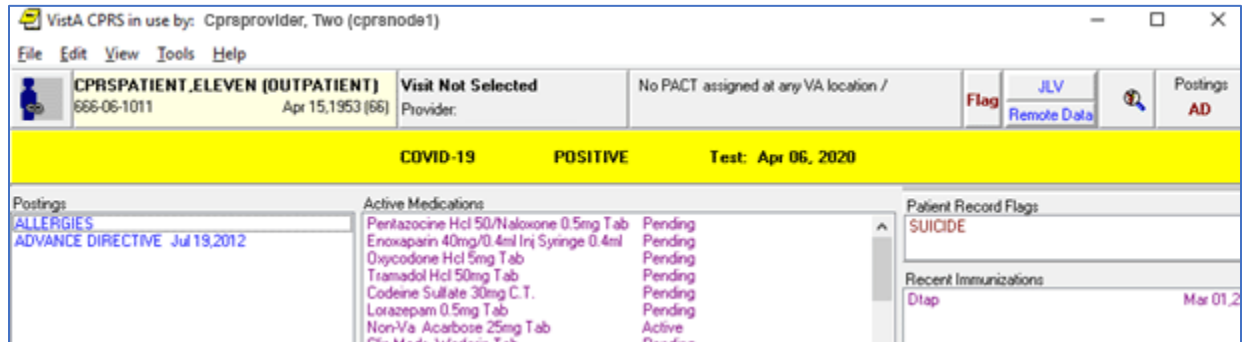 VistA CPRS in use by: Cprsprovider, Two (cprsnode1)
File Edit View Tools Help
CPRSPATIENT,ELEVEN (OUTPATIENT)
666-06-1011 Apr 15,1953 (66)
Visit Not Selected
Provider:
No PACT assigned at any VA location /
Flag
JLV
Remote Data
Postings
AD
COVID-19 POSITIVE Test: Apr 06, 2020
Postings
ALLERGIES
ADVANCE DIRECTIVE Jul 19,2012
Active Medications
Pentazocine Hcl 50/Naloxone 0.5mg Tab Pending
Enoxaparin 40mg/0.4ml Inj Syringe 0.4ml Pending
Oxycodone Hcl 5mg Tab Pending
Tramadol Hcl 50mg Tab Pending
Codeine Sulfate 30mg C.T. Pending
Lorazepam 0.5mg Tab Pending
Non-Va Acarbose 25mg Tab Active
Patient Record Flags
SUICIDE
Recent Immunizations
Dtap Mar 01,2